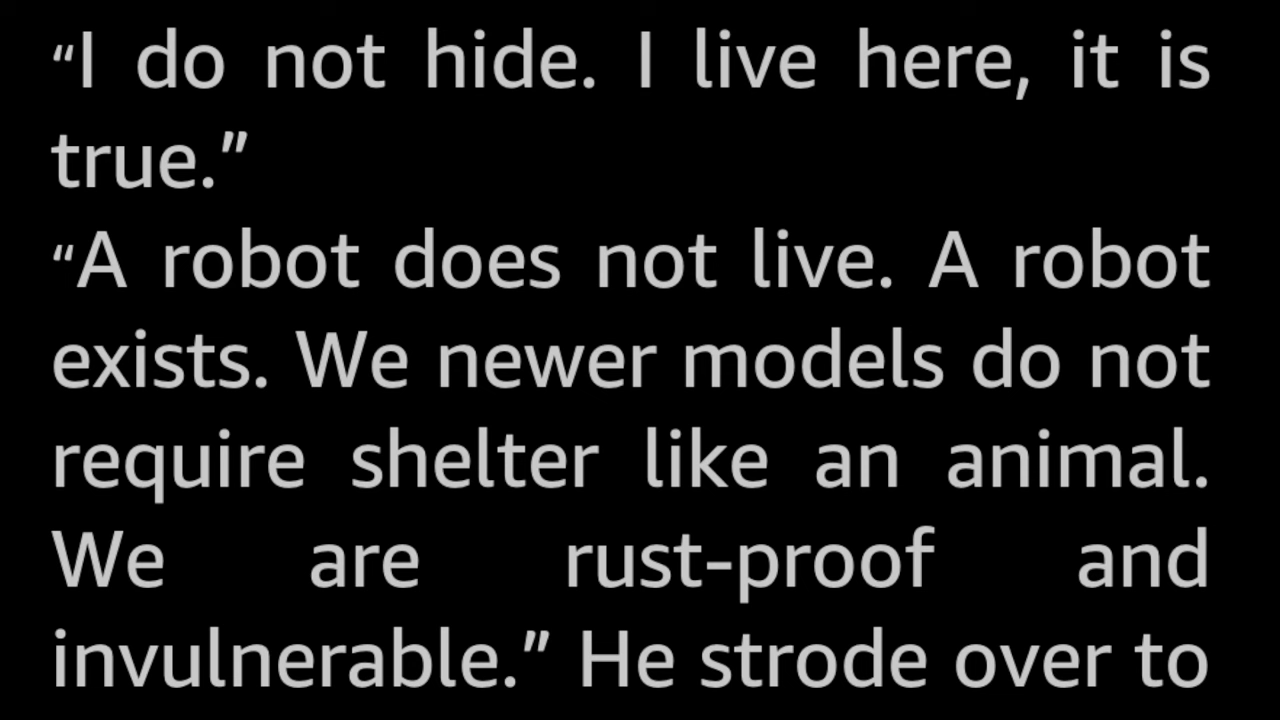 “I do not hide. I live here, it is
true.”
“A robot does not live. A robot
exists. We newer models do not
require shelter like an animal.
We are rust-proof and
invulnerable.” He strode over to